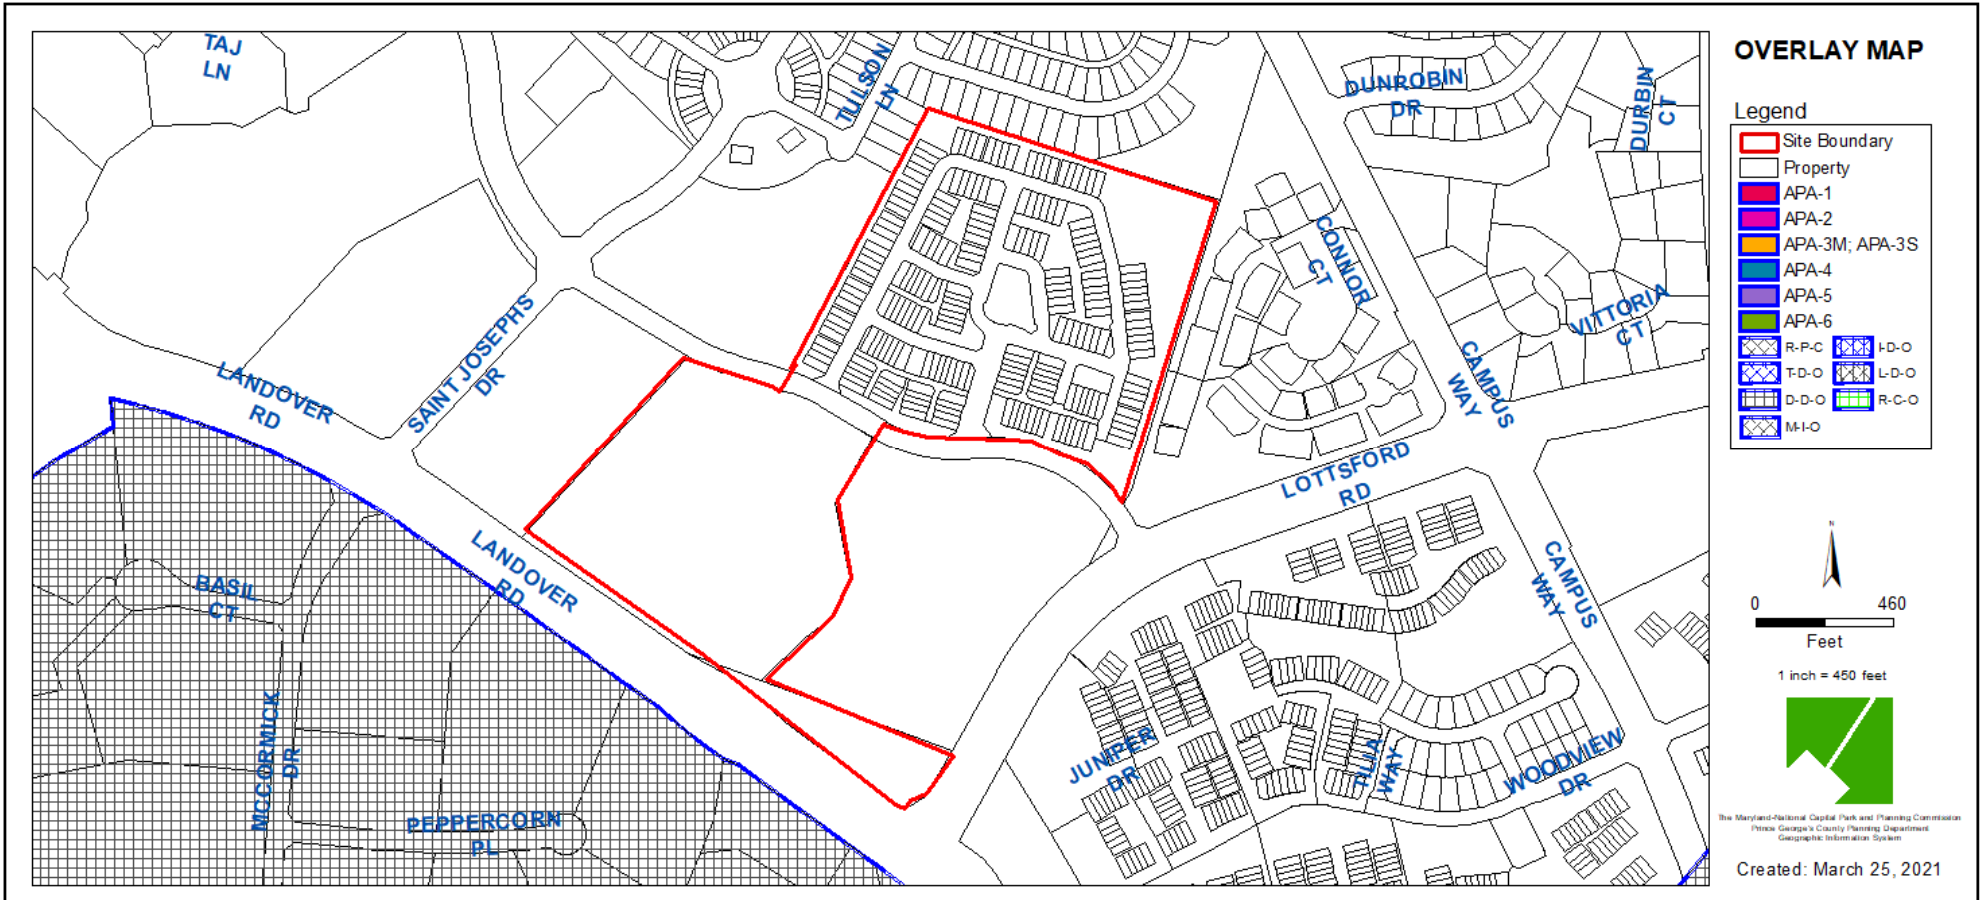 TAJ
LN
TULSON
LN
DUNROBIN
DR
DURBIN
CT
CONNOR
CT
VITTORIA
CT
SAINT JOSEPHS
DR
LANDOVER
RD
CAMPUS
WAY
LOTTSFORD
RD
LANDOVER
RD
CAMPUS
WAY
BASIL
CT
MCCORMICK
DR
PEPPERCORN
PL
JUNIPER
DR
TILIA
WAY
WOODVIEW
DR
OVERLAY MAP
Legend
Site Boundary
Property
APA-1
APA-2
APA-3M; APA-3S
APA-4
APA-5
APA-6
R-P-C I-D-O
T-D-O L-D-O
D-D-O R-C-O
M-I-O
N
0 460
Feet
1 inch = 450 feet
The Maryland-National Capital Park and Planning Commission
Prince George's County Planning Department
Geographic Information System
Created: March 25, 2021